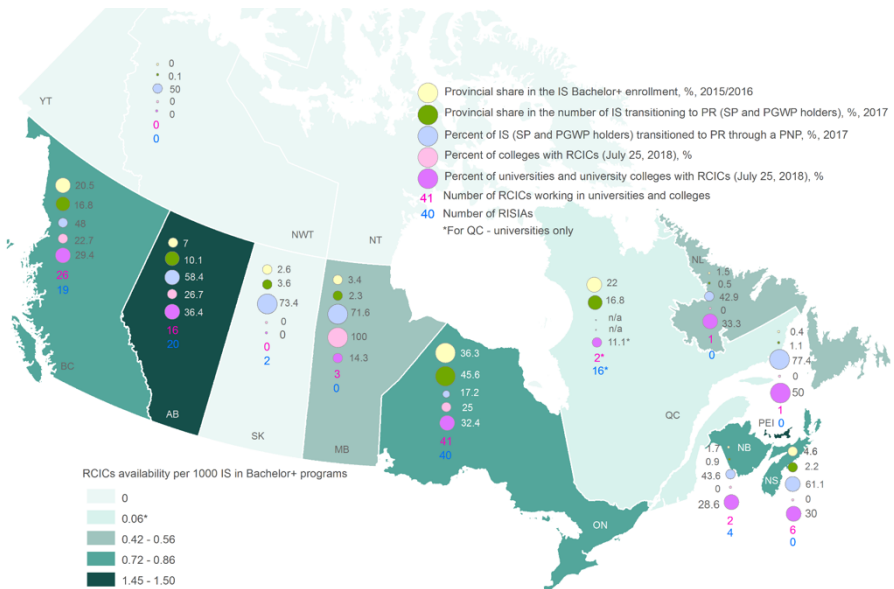 0
0.1
50
0
0
0
0
YT
NWT
NT
Provincial share in the IS Bachelor+ enrollment, %, 2015/2016
Provincial share in the number of IS transitioning to PR (SP and PGWP holders), %, 2017
Percent of IS (SP and PGWP holders) transitioned to PR through a PNP, %, 2017
Percent of colleges with RCICs (July 25, 2018), %
Percent of universities and university colleges with RCICs (July 25, 2018), %
41 Number of RCICs working in universities and colleges
40 Number of RISIAs
*For QC - universities only
20.5
16.8
48
22.7
29.4
26
19
BC
7
10.1
58.4
26.7
36.4
16
20
AB
2.6
3.6
73.4
0
0
0
2
SK
3.4
2.3
71.6
100
14.3
3
0
MB
36.3
45.6
17.2
25
32.4
41
40
ON
22
16.8
n/a
n/a
11.1*
2*
16*
QC
NL
1.5
0.5
42.9
0
33.3
1
0
0.4
1.1
77.4
0
50
1
0
PEI
NB
1.7
0.9
43.6
0
28.6
2
4
NS
4.6
2.2
61.1
0
30
6
0
RCICs availability per 1000 IS in Bachelor+ programs
0
0.06*
0.42 - 0.56
0.72 - 0.86
1.45 - 1.50